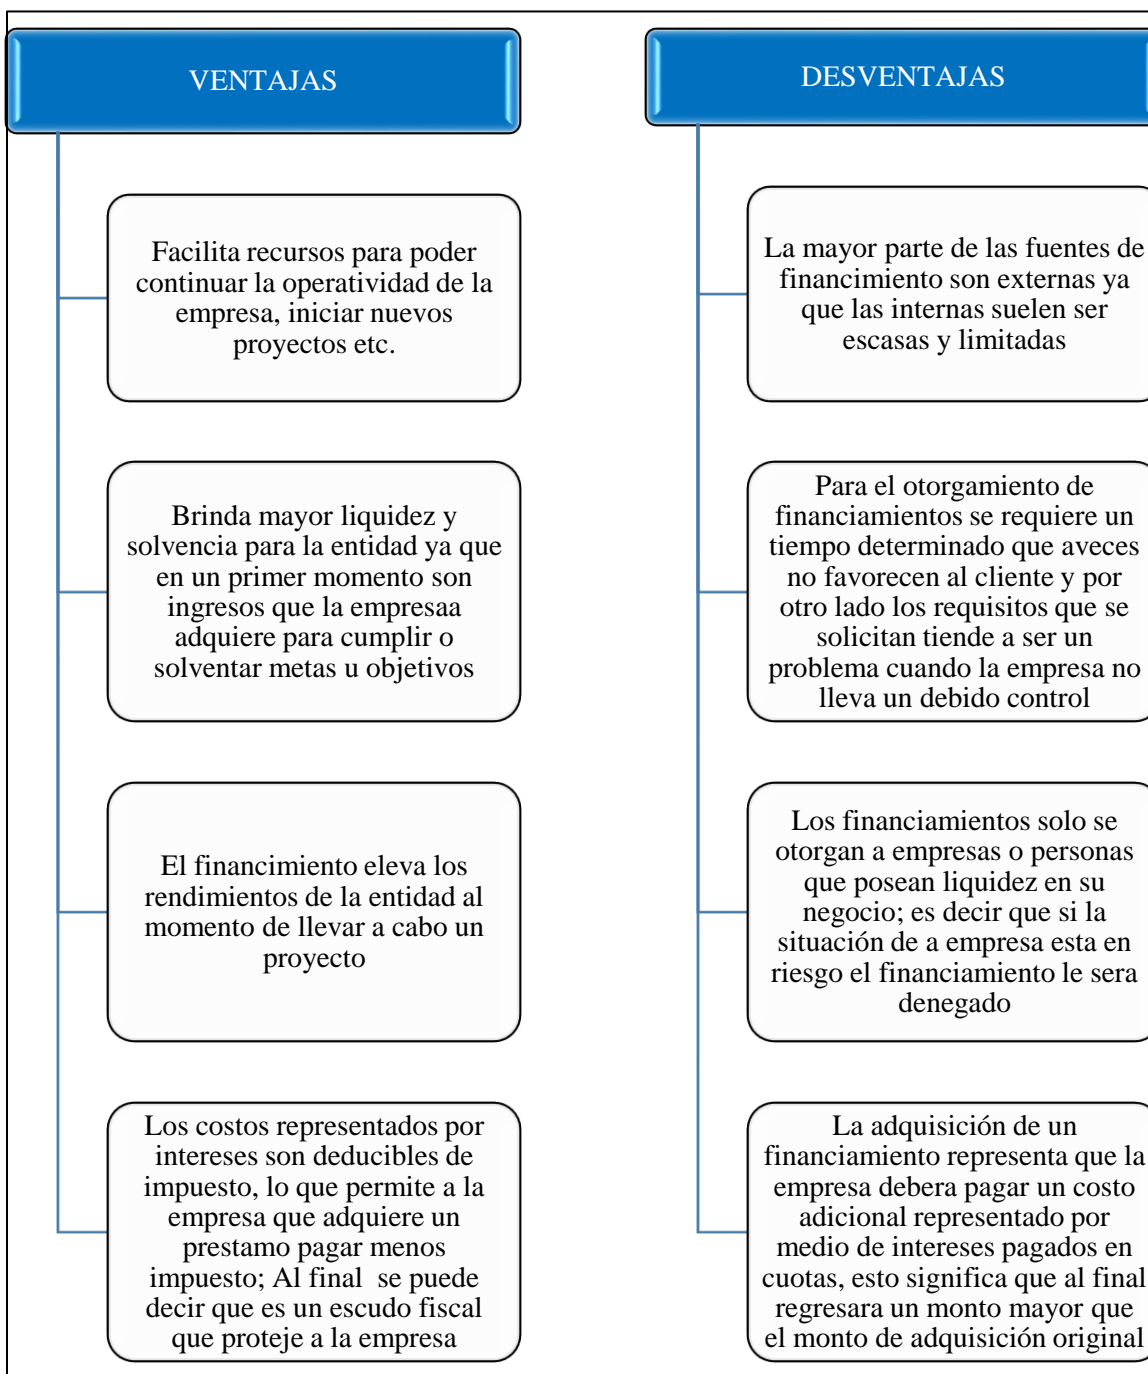 VENTAJAS
Facilita recursos para poder
continuar la operatividad de la
empresa, iniciar nuevos
proyectos etc.
Brinda mayor liquidez y
solvencia para la entidad ya que
en un primer momento son
ingresos que la empresaa
adquiere para cumplir o
solventar metas u objetivos
El financimiento eleva los
rendimientos de la entidad al
momento de llevar a cabo un
proyecto
Los costos representados por
intereses son deducibles de
impuesto, lo que permite a la
empresa que adquiere un
prestamo pagar menos
impuesto; Al final  se puede
decir que es un escudo fiscal
que proteje a la empresa
DESVENTAJAS
La mayor parte de las fuentes de
financimiento son externas ya
que las internas suelen ser
escasas y limitadas
Para el otorgamiento de
financiamientos se requiere un
tiempo determinado que aveces
no favorecen al cliente y por
otro lado los requisitos que se
solicitan tiende a ser un
problema cuando la empresa no
lleva un debido control
Los financiamientos solo se
otorgan a empresas o personas
que posean liquidez en su
negocio; es decir que si la
situación de a empresa esta en
riesgo el financiamiento le sera
denegado
La adquisición de un
financiamiento representa que la
empresa debera pagar un costo
adicional representado por
medio de intereses pagados en
cuotas, esto significa que al final
regresara un monto mayor que
el monto de adquisición original